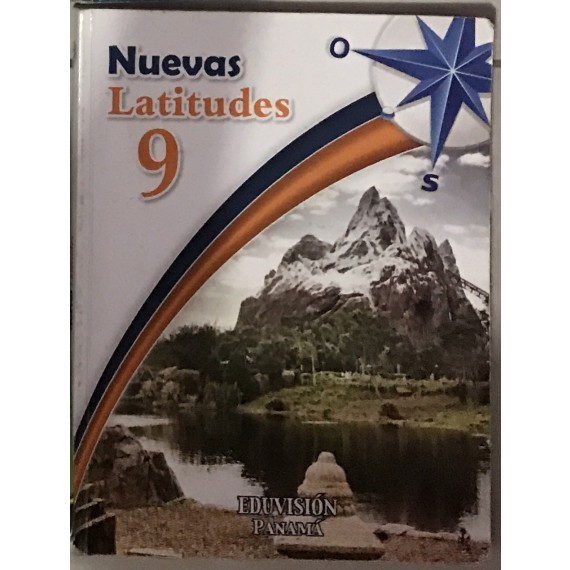 Nuevas
Latitudes
9
O
S
EDUVISIÓN
PANAMÁ